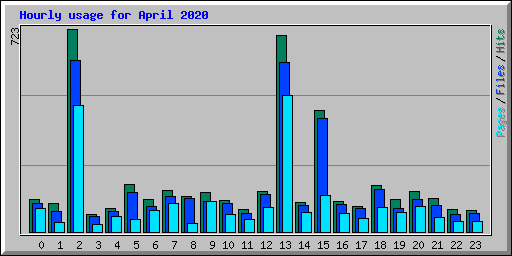 Hourly usage for April 2020
723
Pages / Files / Hits
0 1 2 3 4 5 6 7 8 9 10 11 12 13 14 15 16 17 18 19 20 21 22 23